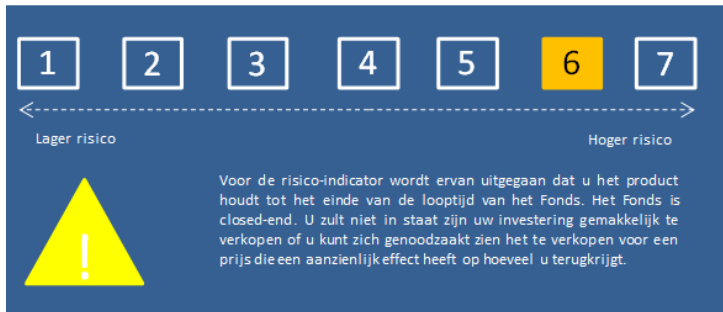 1 2 3 4 5 6 7
Lager risico Hoger risico
Voor de risico-indicator wordt ervan uitgegaan dat u het product
houdt tot het einde van de looptijd van het Fonds. Het Fonds is
closed-end. U zult niet in staat zijn uw investering gemakkelijk te
verkopen of u kunt zich genoodzaakt zien het te verkopen voor een
prijs die een aanzienlijk effect heeft op hoeveel u terugkrijgt.
!